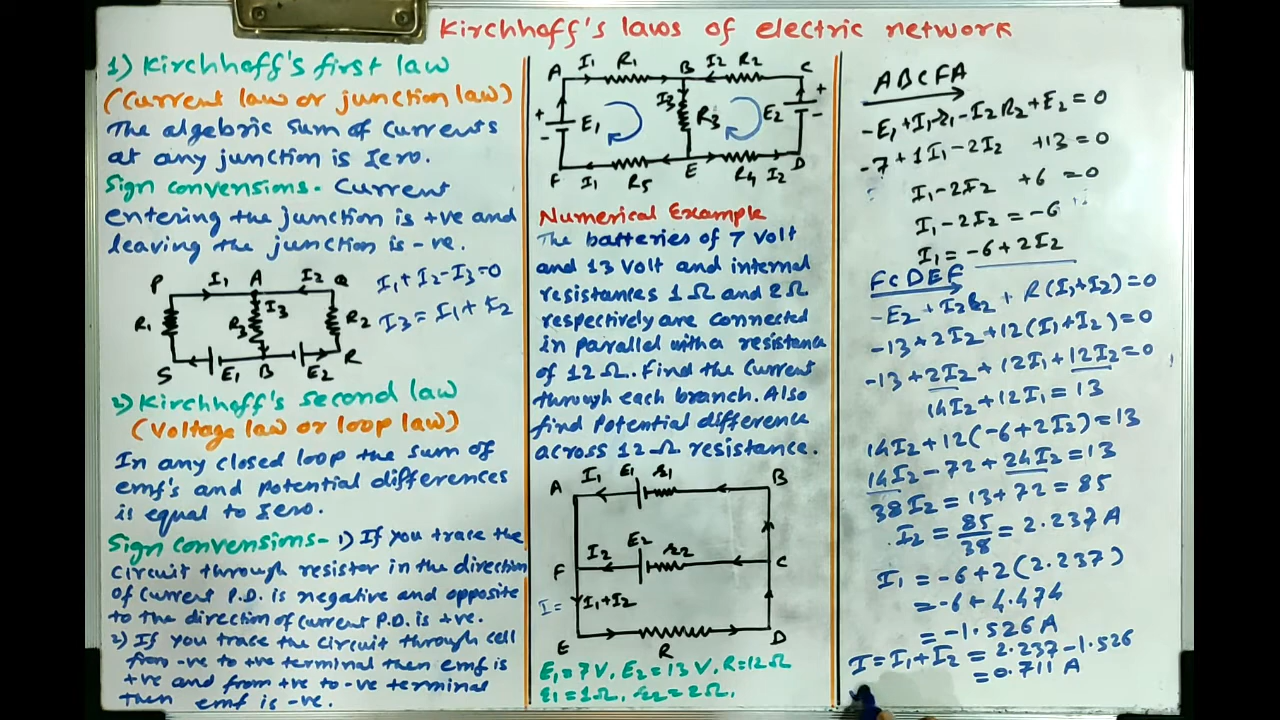 Kirchhoff's laws of electric network
1) Kirchhoff's first law
(Current law or junction law)
The algebric sum of currents
at any junction is zero.
Sign convensions. Current
entering the junction is +ve and
leaving the junction is -ve.
P I₁ A I₂ Q
I₃
R₁ R₃ R₂
S E₁ B E₂ R
I₁+I₂-I₃=0
I₃=I₁+I₂
2) Kirchhoff's second law
(Voltage law or loop law)
In any closed loop the sum of
emf's and potential differences
is equal to zero.
Sign convensions- 1) If you trace the
circuit through resistor in the direction
of current P.D. is negative and opposite
to the direction of current P.D. is +ve.
2) If you trace the circuit through cell
from -ve to +ve terminal then emf is
+ve and from +ve to -ve terminal
then emf is -ve.
A I₁ R₁ B I₂ R₂ C
I₃
+ E₁ - R₃ E₂ + -
F I₁ R₅ E R₄ I₂ D
Numerical Example
The batteries of 7 volt
and 13 volt and internal
resistances 1 Ω and 2 Ω
respectively are connected
in parallel with a resistance
of 12 Ω. Find the current
through each branch. Also
find potential difference
across 12-Ω resistance.
A I₁ E₁ r₁ B
F I₂ E₂ r₂ C
I= I₁+I₂
E R D
E₁=7V, E₂=13V, R=12Ω
r₁=1Ω, r₂=2Ω.
ABCFA
-E₁+I₁r₁-I₂R₂+E₂=0
-7+1I₁-2I₂ +13=0
I₁-2I₂ +6 =0
I₁-2I₂=-6
I₁=-6+2I₂
FCDEF
-E₂+I₂R₂+R(I₁+I₂)=0
-13+2I₂+12(I₁+I₂)=0
-13+2I₂+12I₁+12I₂=0
14I₂+12I₁=13
14I₂+12(-6+2I₂)=13
14I₂-72+24I₂=13
38I₂=13+72=85
I₂=85/38=2.237A
I₁=-6+2(2.237)
=-6+4.474
=-1.526A
I=I₁+I₂=2.237-1.526
=0.711 A